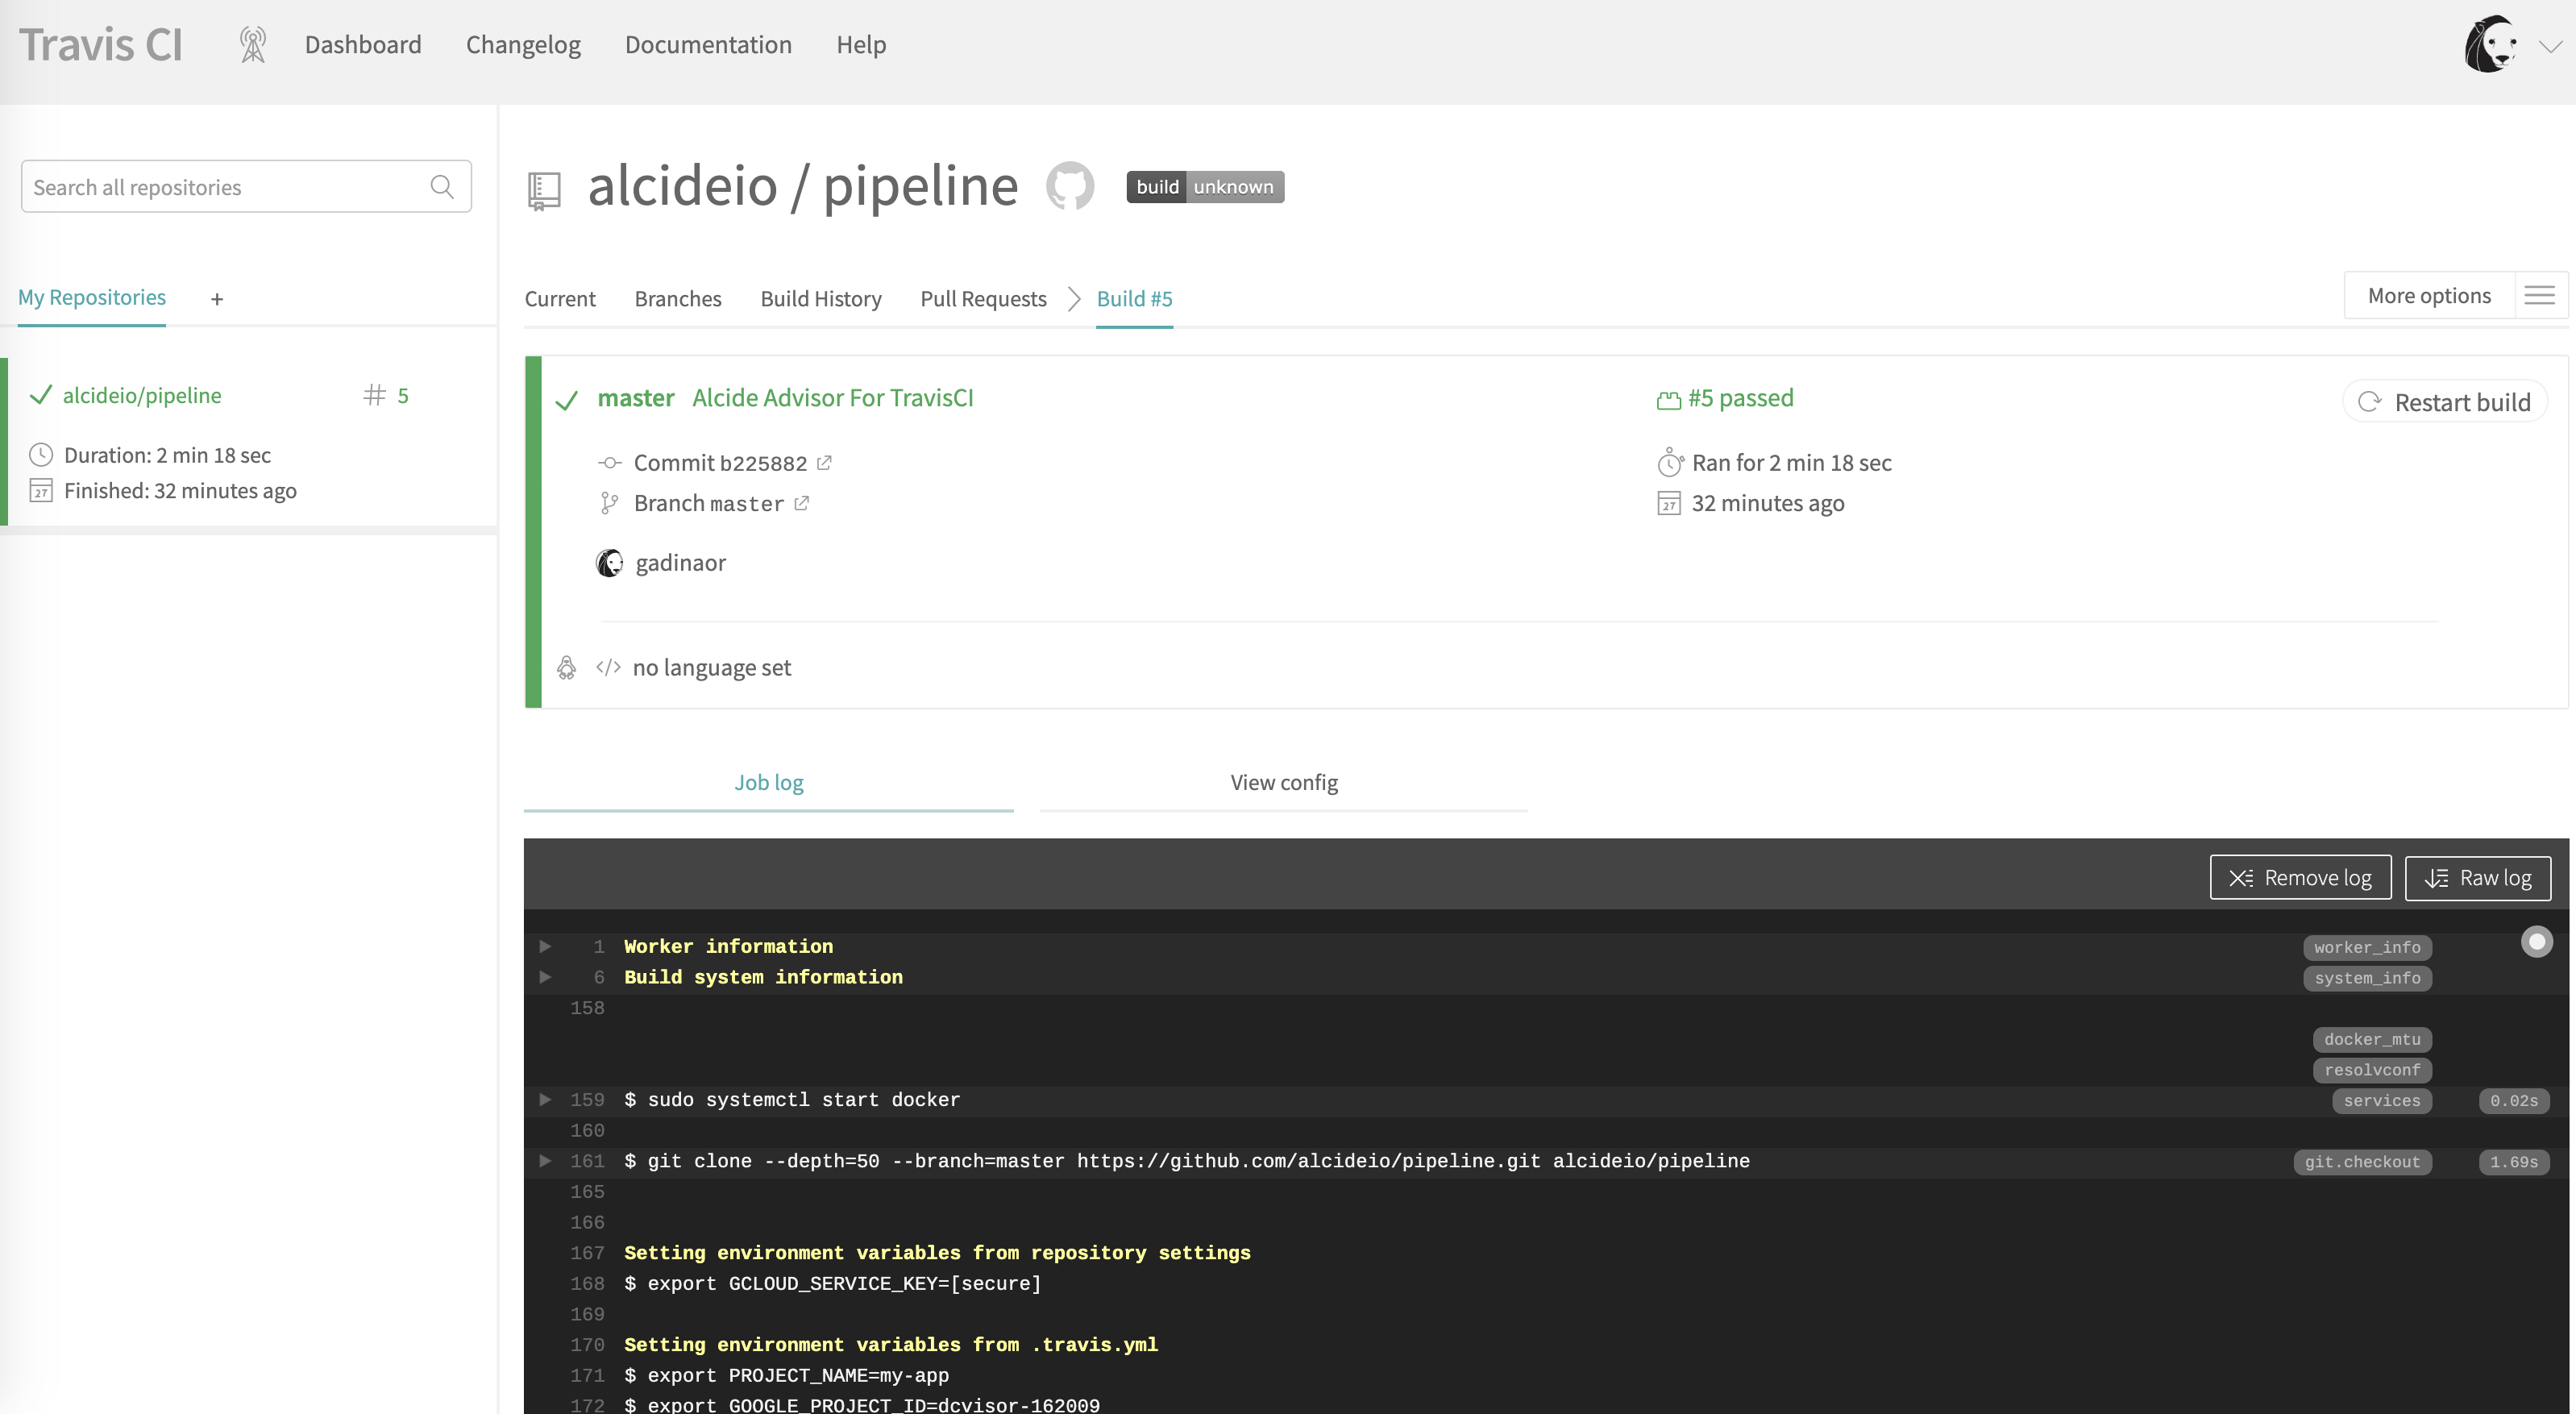 Travis CI Dashboard Changelog Documentation Help
Search all repositories
My Repositories +
alcideio/pipeline # 5
Duration: 2 min 18 sec
27 Finished: 32 minutes ago
alcideio / pipeline build unknown
Current Branches Build History Pull Requests Build #5 More options
master Alcide Advisor For TravisCI
Commit b225882
Branch master
gadinaor
#5 passed
Ran for 2 min 18 sec
27 32 minutes ago
Restart build
</> no language set
Job log View config
Remove log Raw log
1 Worker information worker_info
6 Build system information system_info
158
docker_mtu
resolvconf
159 $ sudo systemctl start docker services 0.02s
160
161 $ git clone --depth=50 --branch=master https://github.com/alcideio/pipeline.git alcideio/pipeline git.checkout 1.69s
165
166
167 Setting environment variables from repository settings
168 $ export GCLOUD_SERVICE_KEY=[secure]
169
170 Setting environment variables from .travis.yml
171 $ export PROJECT_NAME=my-app
172 $ export GOOGLE_PROJECT_ID=dcvisor-162009